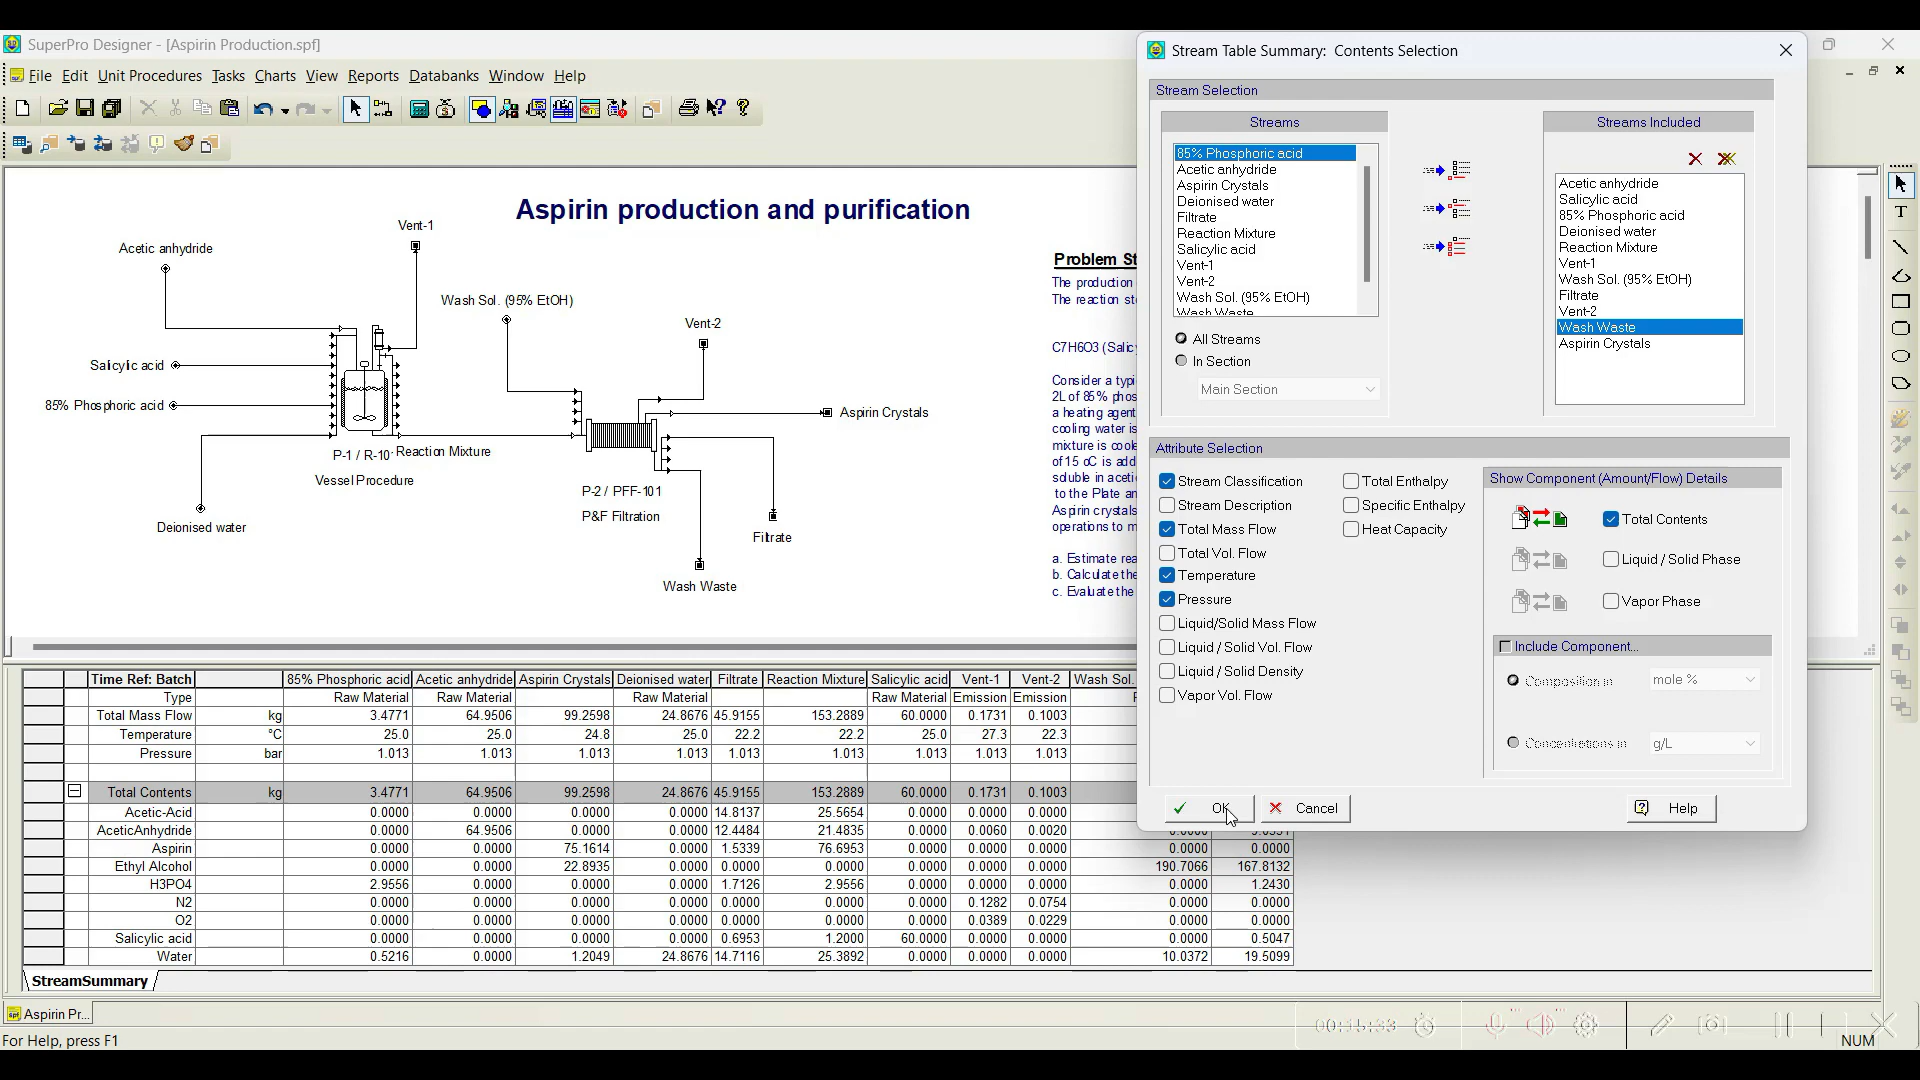 SuperPro Designer - [Aspirin Production.spf]
File Edit Unit Procedures Tasks Charts View Reports Databanks Window Help
Aspirin production and purification
Vent-1
Acetic anhydride
Wash Sol. (95% EtOH)
Vent-2
Salicylic acid
85% Phosphoric acid
Aspirin Crystals
P-1 / R-10
Reaction Mixture
Vessel Procedure
P-2 / PFF-101
P&F Filtration
Deionised water
Filtrate
Wash Waste
Problem St
The production
The reaction st
C7H6O3 (Salicy
Consider a typi
2L of 85% phos
a heating agent
cooling water is
mixture is coole
of 15 oC is add
soluble in aceti
to the Plate an
Aspirin crystals
operations to m
a. Estimate rea
b. Calculate the
c. Evaluate the
Stream Table Summary: Contents Selection
Stream Selection
Streams
85% Phosphoric acid
Acetic anhydride
Aspirin Crystals
Deionised water
Filtrate
Reaction Mixture
Salicylic acid
Vent-1
Vent-2
Wash Sol. (95% EtOH)
Wash Waste
All Streams
In Section
Main Section
Streams Included
Acetic anhydride
Salicylic acid
85% Phosphoric acid
Deionised water
Reaction Mixture
Vent-1
Wash Sol. (95% EtOH)
Filtrate
Vent-2
Wash Waste
Aspirin Crystals
Attribute Selection
Stream Classification
Stream Description
Total Mass Flow
Total Vol. Flow
Temperature
Pressure
Liquid/Solid Mass Flow
Liquid / Solid Vol. Flow
Liquid / Solid Density
Vapor Vol. Flow
Total Enthalpy
Specific Enthalpy
Heat Capacity
Show Component (Amount/Flow) Details
Total Contents
Liquid / Solid Phase
Vapor Phase
Include Component...
Composition in mole %
Concentrations in g/L
OK Cancel Help
Time Ref: Batch 85% Phosphoric acid Acetic anhydride Aspirin Crystals Deionised water Filtrate Reaction Mixture Salicylic acid Vent-1 Vent-2 Wash Sol.
Type Raw Material Raw Material Raw Material Raw Material Emission Emission
Total Mass Flow kg 3.4771 64.9506 99.2598 24.8676 45.9155 153.2889 60.0000 0.1731 0.1003
Temperature °C 25.0 25.0 24.8 25.0 22.2 22.2 25.0 27.3 22.3
Pressure bar 1.013 1.013 1.013 1.013 1.013 1.013 1.013 1.013 1.013
Total Contents kg 3.4771 64.9506 99.2598 24.8676 45.9155 153.2889 60.0000 0.1731 0.1003
Acetic-Acid 0.0000 0.0000 0.0000 0.0000 14.8137 25.5654 0.0000 0.0000 0.0000
AceticAnhydride 0.0000 64.9506 0.0000 0.0000 12.4484 21.4835 0.0000 0.0060 0.0020 0.0000
Aspirin 0.0000 0.0000 75.1614 0.0000 1.5339 76.6953 0.0000 0.0000 0.0000 0.0000 0.0000
Ethyl Alcohol 0.0000 0.0000 22.8935 0.0000 0.0000 0.0000 0.0000 0.0000 0.0000 190.7066 167.8132
H3PO4 2.9556 0.0000 0.0000 0.0000 1.7126 2.9556 0.0000 0.0000 0.0000 0.0000 1.2430
N2 0.0000 0.0000 0.0000 0.0000 0.0000 0.0000 0.0000 0.1282 0.0754 0.0000 0.0000
O2 0.0000 0.0000 0.0000 0.0000 0.0000 0.0000 0.0000 0.0389 0.0229 0.0000 0.0000
Salicylic acid 0.0000 0.0000 0.0000 0.0000 0.6953 1.2000 60.0000 0.0000 0.0000 0.0000 0.5047
Water 0.5216 0.0000 1.2049 24.8676 14.7116 25.3892 0.0000 0.0000 0.0000 10.0372 19.5099
StreamSummary
Aspirin Pr...
00:15:33
For Help, press F1
NUM